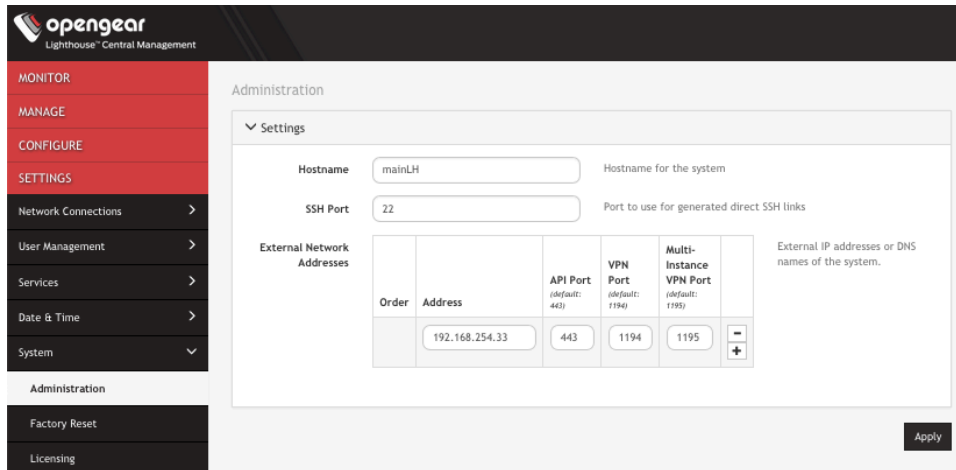 opengear
Lighthouse™ Central Management
MONITOR
MANAGE
CONFIGURE
SETTINGS
Network Connections
User Management
Services
Date & Time
System
Administration
Factory Reset
Licensing
Administration
Settings
Hostname
mainLH
Hostname for the system
SSH Port
22
Port to use for generated direct SSH links
External Network
Addresses
Order
Address
API Port
(default:
443)
VPN
Port
(default:
1194)
Multi-
Instance
VPN Port
(default:
1195)
192.168.254.33
443
1194
1195
-
+
External IP addresses or DNS
names of the system.
Apply